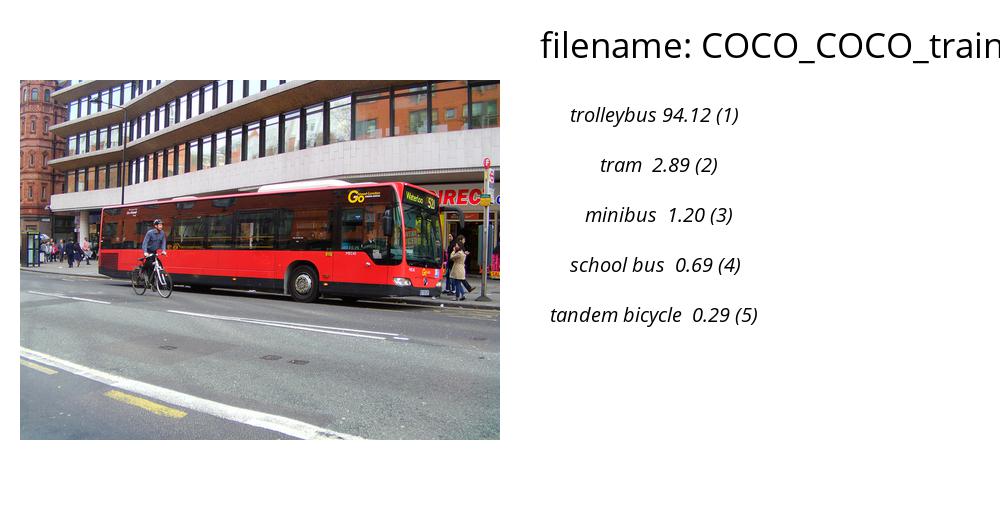 filename: COCO_COCO_train
trolleybus 94.12 (1)
tram 2.89 (2)
minibus 1.20 (3)
school bus 0.69 (4)
tandem bicycle 0.29 (5)
Go
Waterloo
IREC